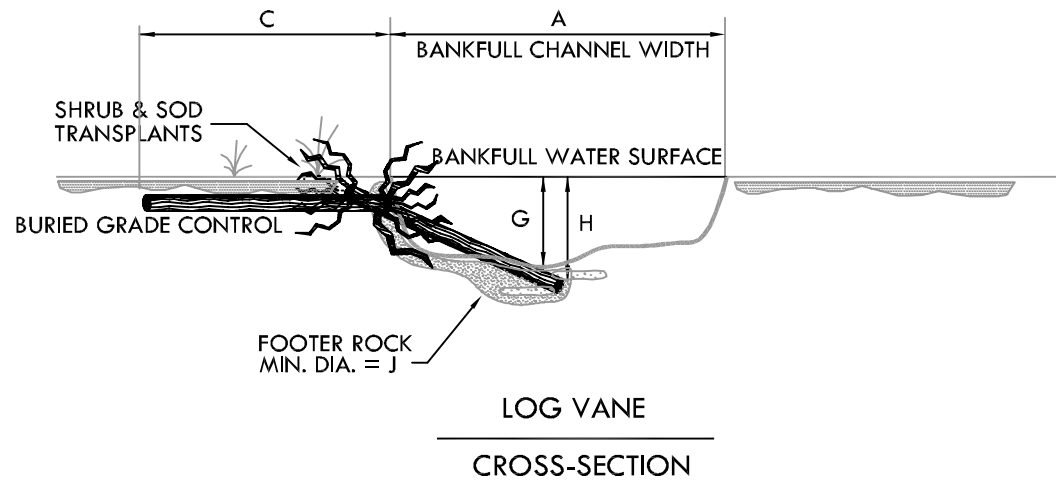 C
A
BANKFULL CHANNEL WIDTH
SHRUB & SOD
TRANSPLANTS
BANKFULL WATER SURFACE
BURIED GRADE CONTROL
G
H
FOOTER ROCK
MIN. DIA. = J
LOG VANE
CROSS-SECTION